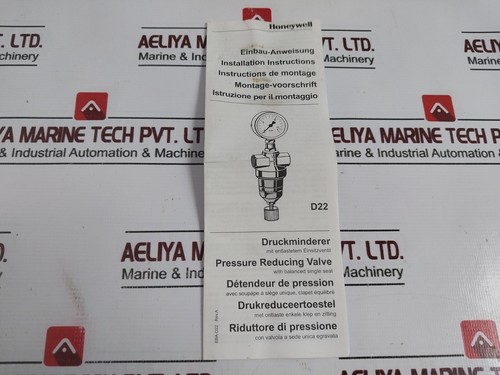 Honeywell
Einbau-Anweisung
Installation Instructions
Instructions de montage
Montage-voorschrift
Istruzione per il montaggio
D22
Druckminderer
mit entlastetem Einsitzventil
Pressure Reducing Valve
with balanced single seat
Détendeur de pression
avec soupape à siège unique, clapet équilibré
Drukreduceertoestel
met ontlaste enkele klep en zitting
Riduttore di pressione
con valvola a sede unica
AELIYA MARINE TECH PVT. LTD.
Marine & Industrial Automation & Machinery